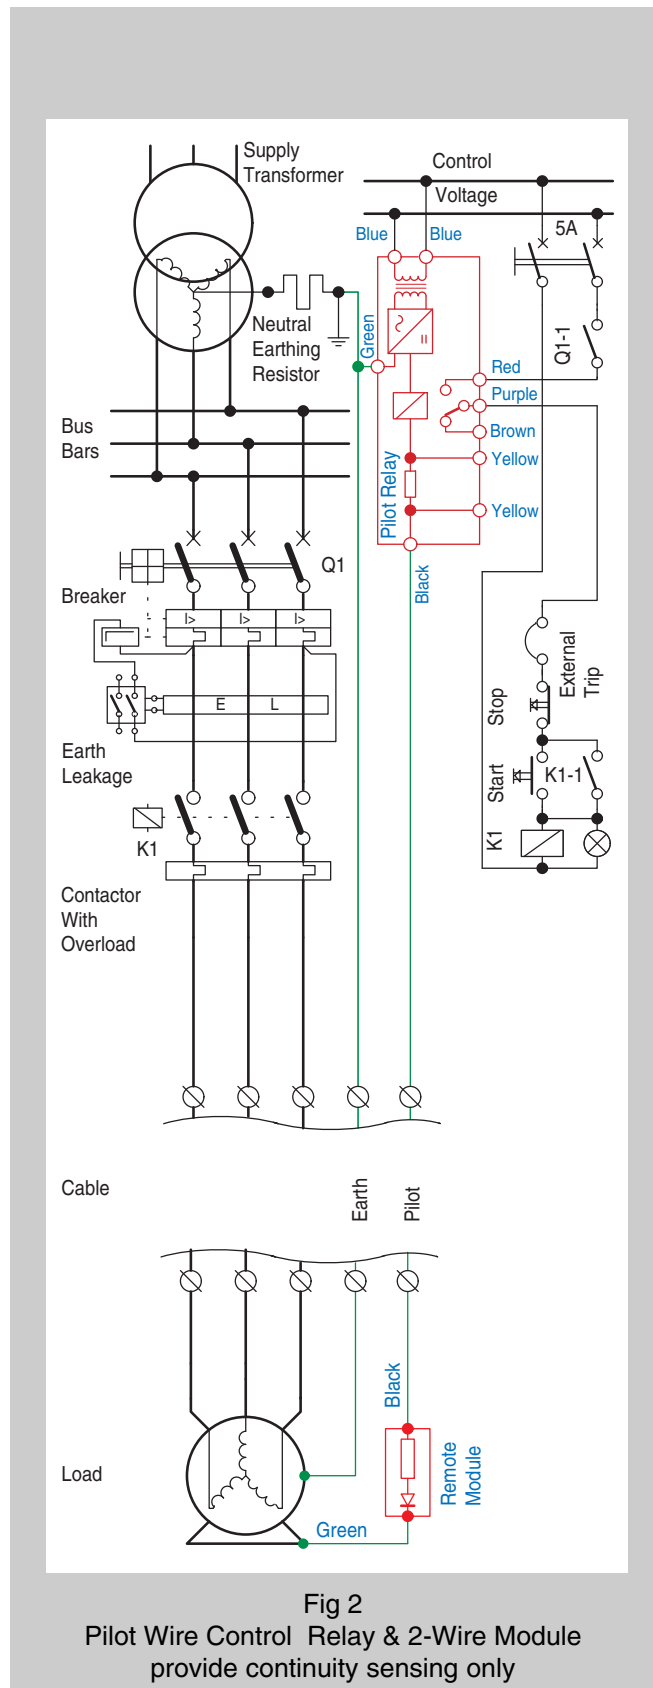 Supply
Transformer
Control
Voltage
Blue
Blue
5A
Neutral
Earthing
Resistor
Green
Q1-1
Red
Purple
Brown
Yellow
Yellow
Pilot Relay
Black
Bus
Bars
Q1
Breaker
I>
I>
I>
E L
Earth
Leakage
K1
Contactor
With
Overload
External
Trip
Stop
Start
K1-1
K1
Cable
Earth
Pilot
Black
Load
Remote
Module
Green
Fig 2
Pilot Wire Control Relay & 2-Wire Module
provide continuity sensing only